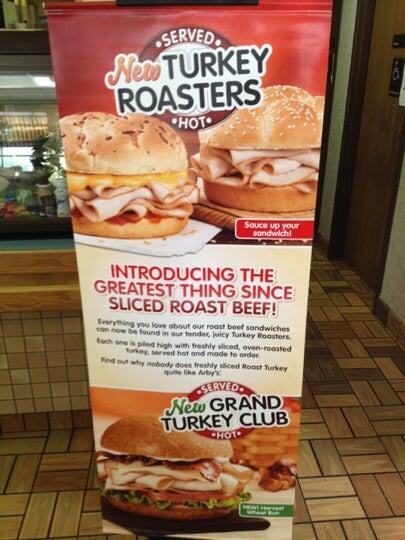 •SERVED•
New TURKEY
ROASTERS
•HOT•
Sauce up your
sandwich!
INTRODUCING THE
GREATEST THING SINCE
SLICED ROAST BEEF!
Everything you love about our roast beef sandwiches
can now be found in our tender, juicy Turkey Roasters.
Each one is piled high with freshly sliced, oven-roasted
turkey, served hot and made to order.
Find out why nobody does freshly sliced Roast Turkey
quite like Arby's.
•SERVED•
New GRAND
TURKEY CLUB
•HOT•
NEW! Harvest
Wheat Bun